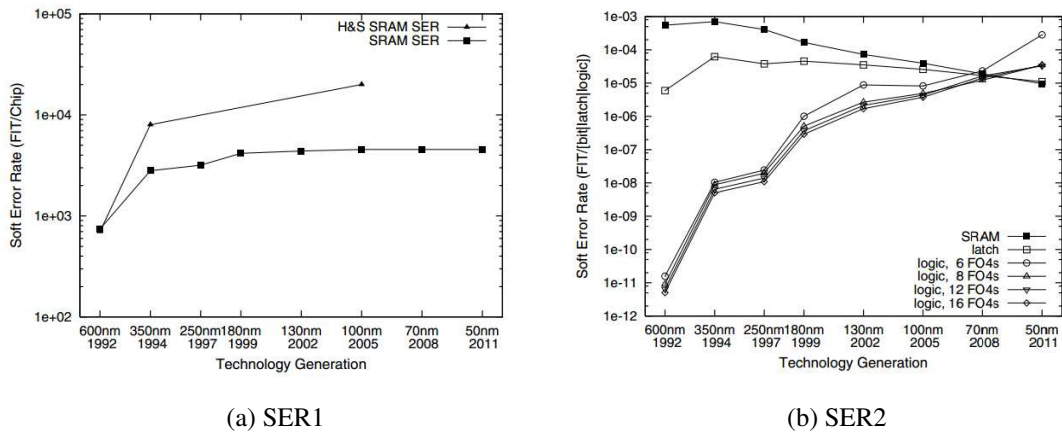 1e+05
1e+04
1e+03
1e+02
Soft Error Rate (FIT/Chip)
H&S SRAM SER
SRAM SER
600nm 350nm 250nm 180nm 130nm 100nm 70nm 50nm
1992 1994 1997 1999 2002 2005 2008 2011
Technology Generation
(a) SER1
1e-03
1e-04
1e-05
1e-06
1e-07
1e-08
1e-09
1e-10
1e-11
1e-12
Soft Error Rate (FIT/[bit|latch|logic])
SRAM
latch
logic, 6 FO4s
logic, 8 FO4s
logic, 12 FO4s
logic, 16 FO4s
600nm 350nm 250nm 180nm 130nm 100nm 70nm 50nm
1992 1994 1997 1999 2002 2005 2008 2011
Technology Generation
(b) SER2